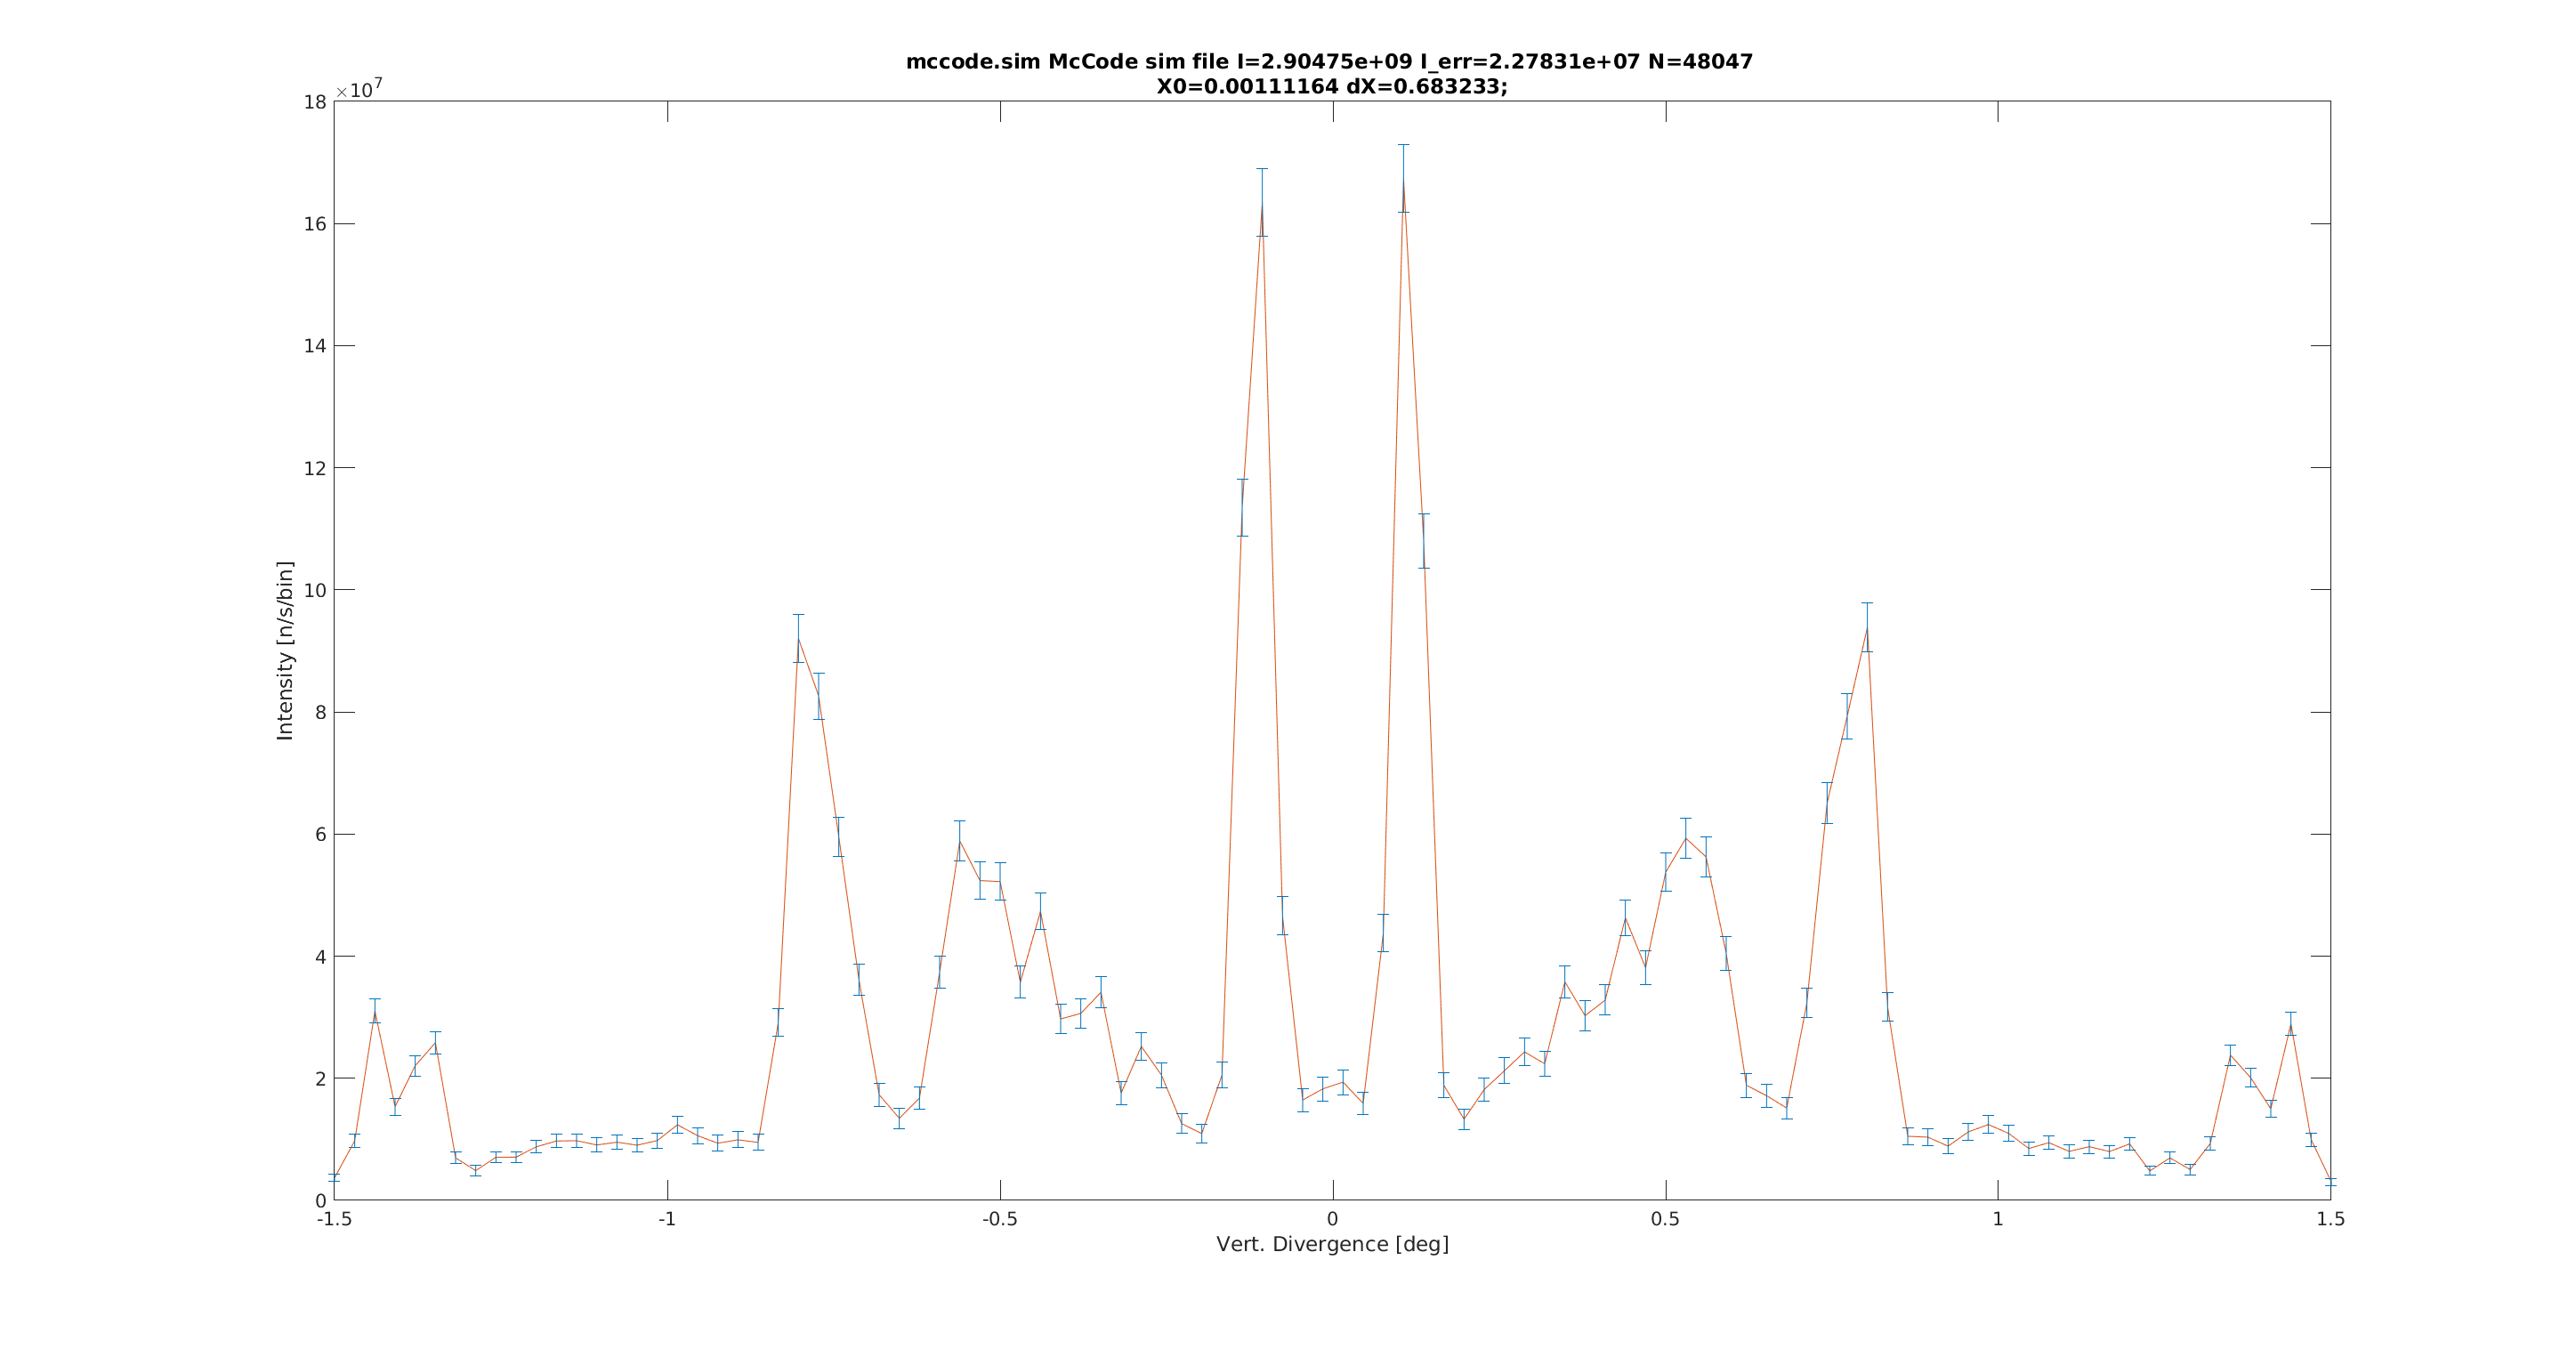 mccode.sim McCode sim file I=2.90475e+09 I_err=2.27831e+07 N=48047
X0=0.00111164 dX=0.683233;
×10^7
18
16
14
12
10
8
6
4
2
0
Intensity [n/s/bin]
-1.5 -1 -0.5 0 0.5 1 1.5
Vert. Divergence [deg]